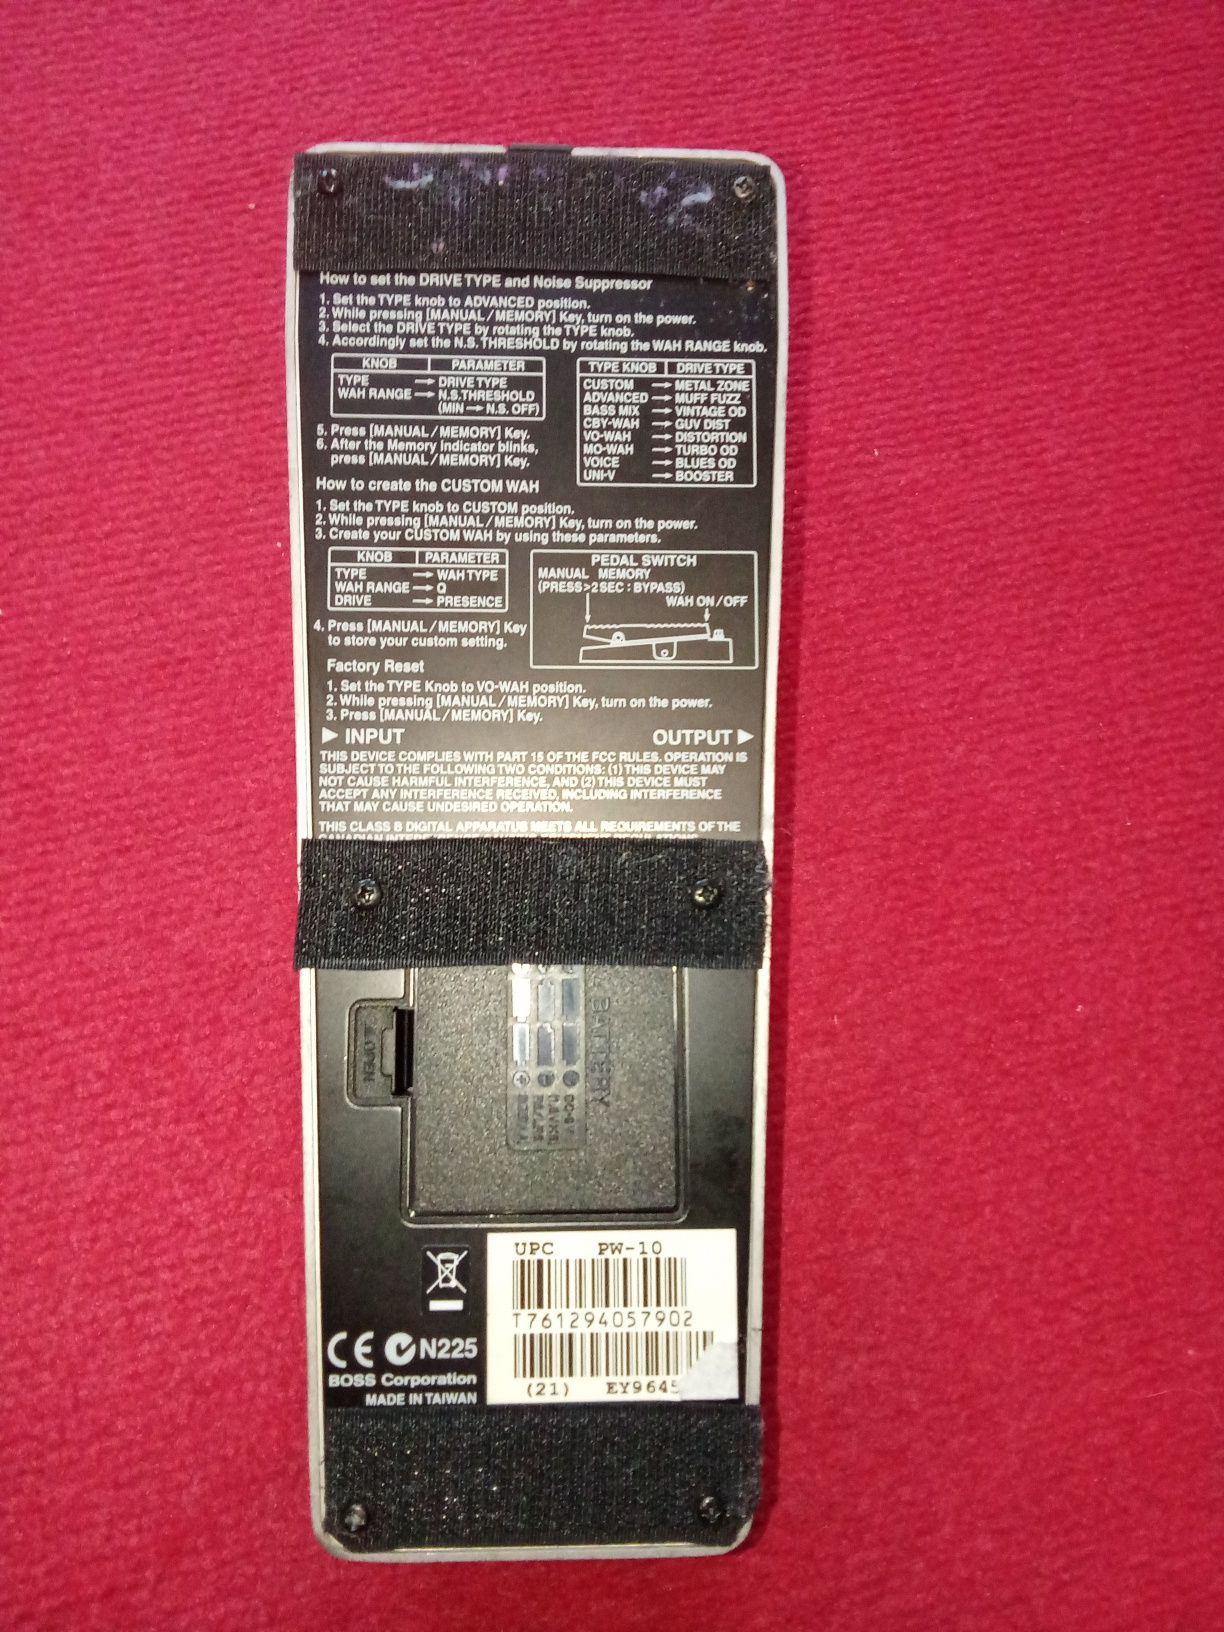 How to set the DRIVE TYPE and Noise Suppressor
1. Set the TYPE knob to ADVANCED position.
2. While pressing [MANUAL/MEMORY] Key, turn on the power.
3. Select the DRIVE TYPE by rotating the TYPE knob.
4. Accordingly set the N.S. THRESHOLD by rotating the WAH RANGE knob.
KNOB PARAMETER
TYPE → DRIVE TYPE
WAH RANGE → N.S.THRESHOLD
(MIN → N.S. OFF)
TYPE KNOB DRIVE TYPE
CUSTOM → METAL ZONE
ADVANCED → MUFF FUZZ
BASS MIX → VINTAGE OD
CBY-WAH → GUV DIST
VO-WAH → DISTORTION
MO-WAH → TURBO OD
VOICE → BLUES OD
UNI-V → BOOSTER
5. Press [MANUAL/MEMORY] Key.
6. After the Memory indicator blinks,
press [MANUAL/MEMORY] Key.
How to create the CUSTOM WAH
1. Set the TYPE knob to CUSTOM position.
2. While pressing [MANUAL/MEMORY] Key, turn on the power.
3. Create your CUSTOM WAH by using these parameters.
KNOB PARAMETER
TYPE → WAH TYPE
WAH RANGE → Q
DRIVE → PRESENCE
PEDAL SWITCH
MANUAL MEMORY
(PRESS>2SEC : BYPASS)
WAH ON/OFF
4. Press [MANUAL/MEMORY] Key
to store your custom setting.
Factory Reset
1. Set the TYPE Knob to VO-WAH position.
2. While pressing [MANUAL/MEMORY] Key, turn on the power.
3. Press [MANUAL/MEMORY] Key.
▶ INPUT
OUTPUT ▶
THIS DEVICE COMPLIES WITH PART 15 OF THE FCC RULES. OPERATION IS
SUBJECT TO THE FOLLOWING TWO CONDITIONS: (1) THIS DEVICE MAY
NOT CAUSE HARMFUL INTERFERENCE, AND (2) THIS DEVICE MUST
ACCEPT ANY INTERFERENCE RECEIVED, INCLUDING INTERFERENCE
THAT MAY CAUSE UNDESIRED OPERATION.
THIS CLASS B DIGITAL APPARATUS MEETS ALL REQUIREMENTS OF THE
OPEN
BATTERY
UPC PW-10
T761294057902
(21) EY9645
CE N225
BOSS Corporation
MADE IN TAIWAN